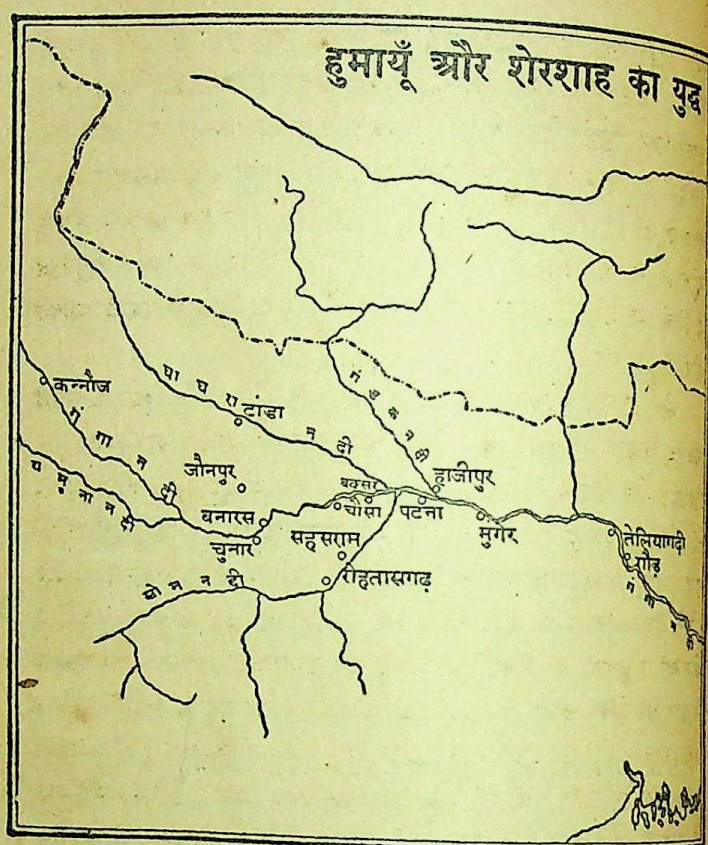 हुमायूँ और शेरशाह का युद्ध
कन्नौज
घाघरा नदी
टांडा
गंडक नदी
गंगा नदी
यमुना नदी
जौनपुर
बक्सर
हाजीपुर
बनारस
चौसा
पटना
मुंगेर
चुनार
सहसराम
तेलियागढ़ी
गौड़
रोहतासगढ़
सोन नदी
गंगा नदी